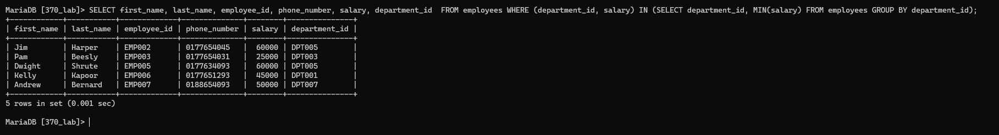 MariaDB [370_lab]> SELECT first_name, last_name, employee_id, phone_number, salary, department_id  FROM employees WHERE (department_id, salary) IN (SELECT department_id, MIN(salary) FROM employees GROUP BY department_id);
+------------+-----------+-------------+--------------+--------+---------------+
| first_name | last_name | employee_id | phone_number | salary | department_id |
+------------+-----------+-------------+--------------+--------+---------------+
| Jim        | Harper    | EMP002      | 0177654045   |  60000 | DPT005        |
| Pam        | Beesly    | EMP003      | 0177654031   |  25000 | DPT003        |
| Dwight     | Shrute    | EMP005      | 0177634093   |  60000 | DPT005        |
| Kelly      | Kapoor    | EMP006      | 0177651293   |  45000 | DPT001        |
| Andrew     | Bernard   | EMP007      | 0188654093   |  50000 | DPT007        |
+------------+-----------+-------------+--------------+--------+---------------+
5 rows in set (0.001 sec)
MariaDB [370_lab]>